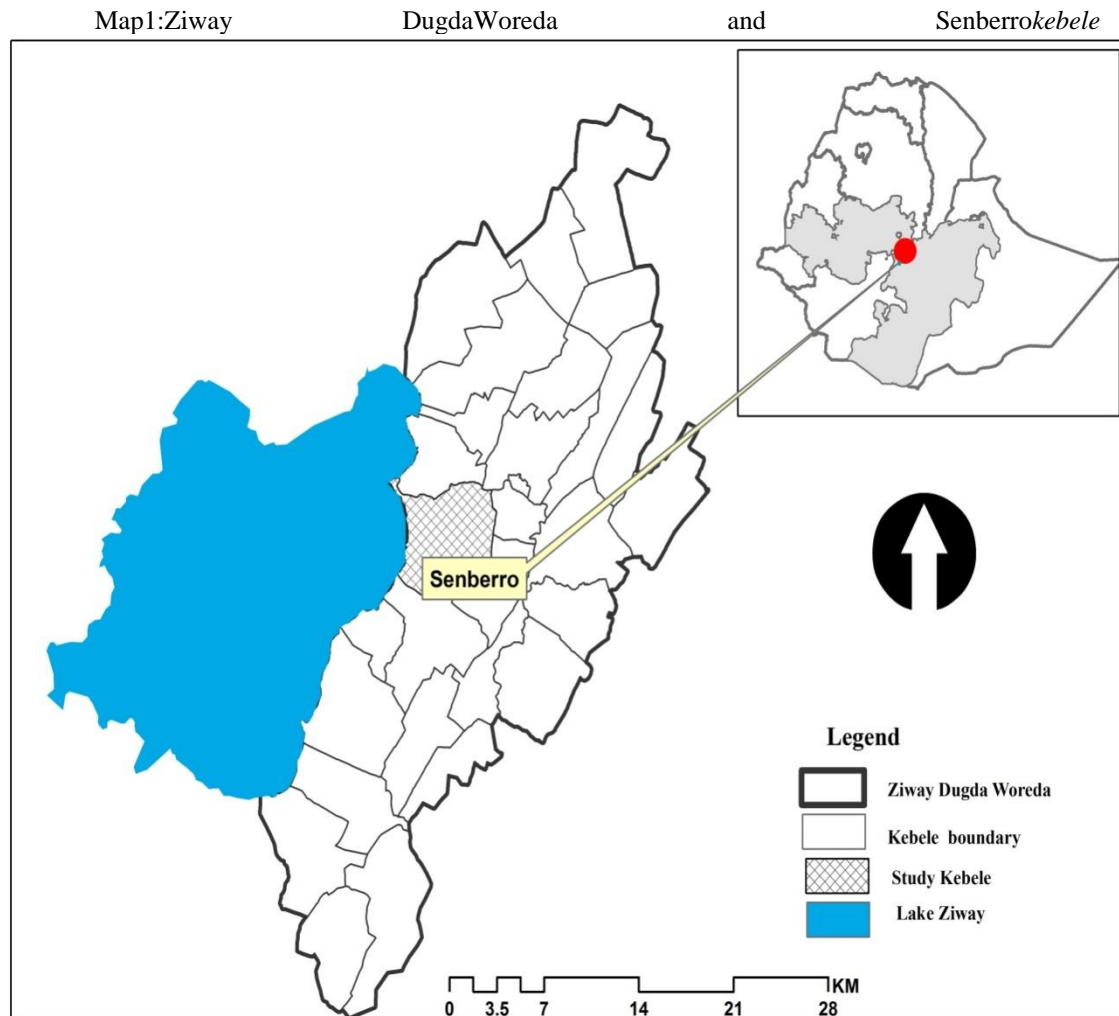 Map1:Ziway DugdaWoreda and Senberrokebele
Senberro
Legend
Ziway Dugda Woreda
Kebele boundary
Study Kebele
Lake Ziway
KM
0 3.5 7 14 21 28